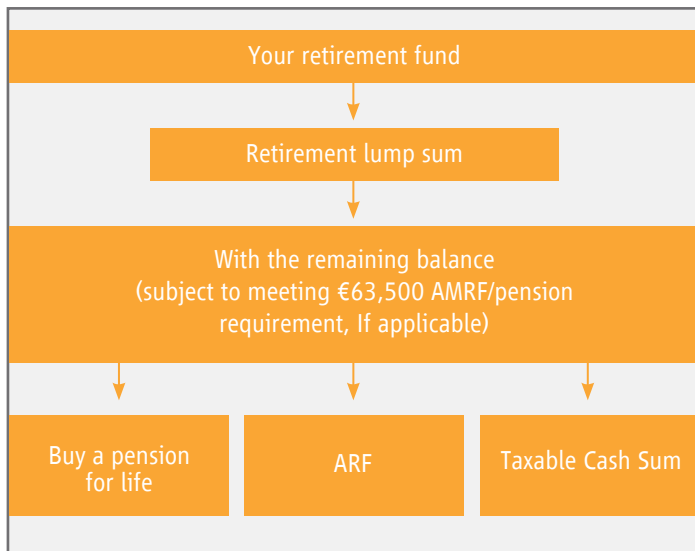 Your retirement fund
Retirement lump sum
With the remaining balance
(subject to meeting €63,500 AMRF/pension
requirement, If applicable)
Buy a pension
for life
ARF
Taxable Cash Sum